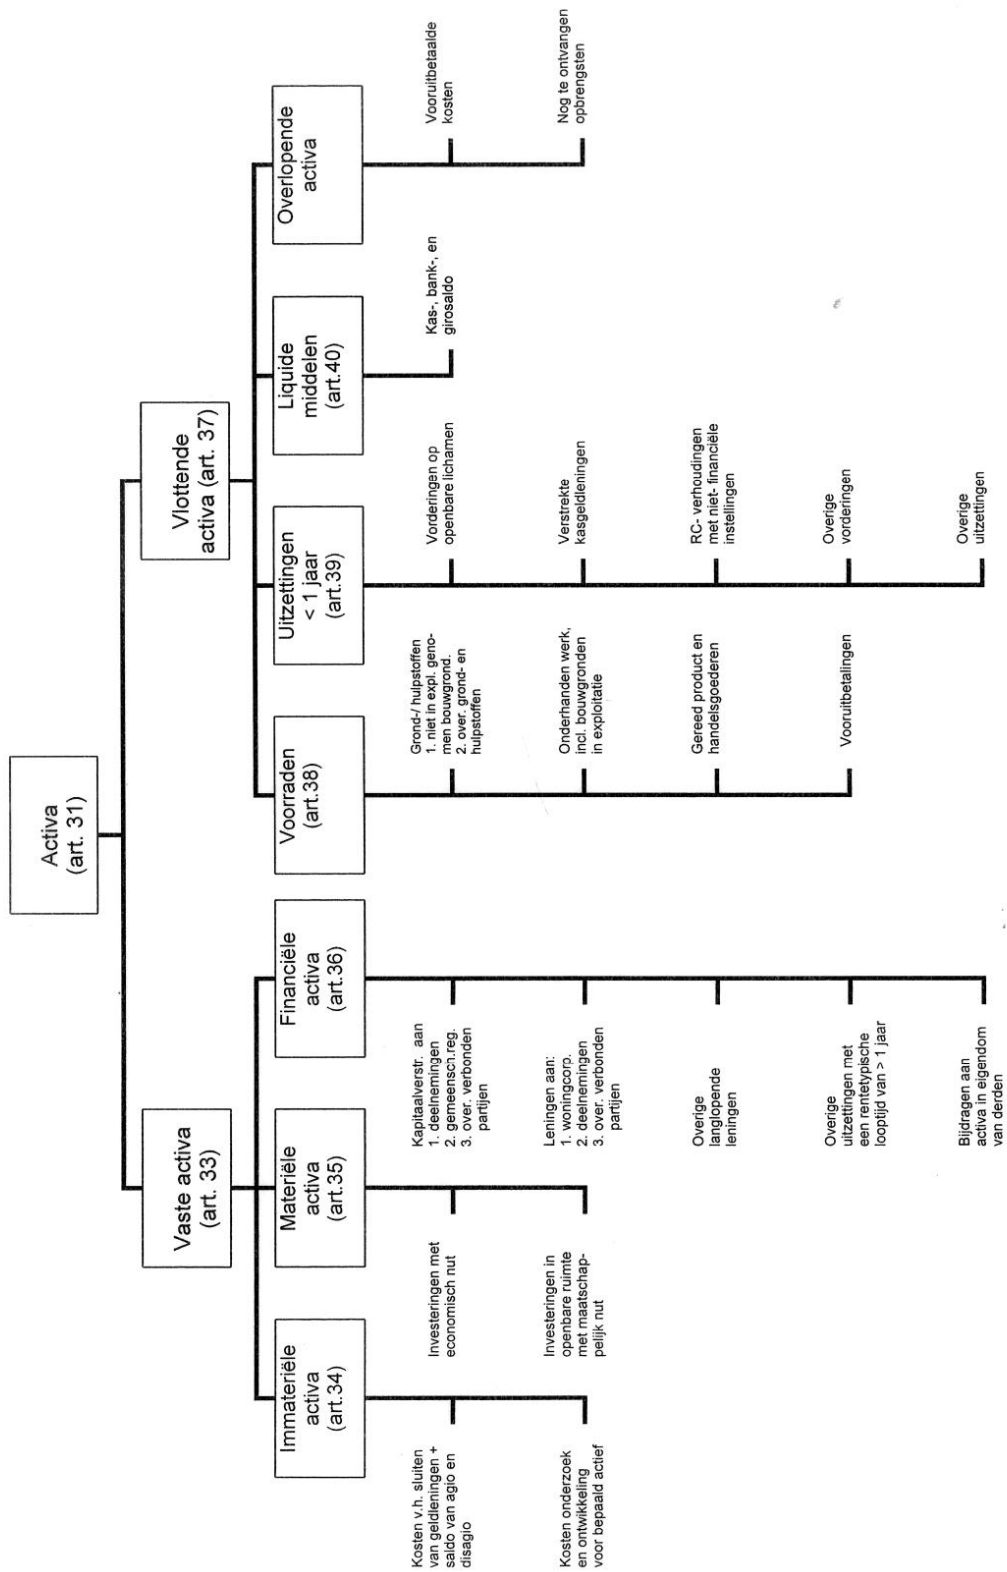 Activa
(art. 31)
Vaste activa
(art. 33)
Vlottende
activa (art. 37)
Immateriële
activa
(art.34)
Materiële
activa
(art.35)
Financiële
activa
(art.36)
Voorraden
(art.38)
Uitzettingen
< 1 jaar
(art.39)
Liquide
middelen
(art.40)
Overlopende
activa
Kosten v.h. sluiten
van geldleningen +
saldo van agio en
disagio
Kosten onderzoek
en ontwikkeling
voor bepaald actief
Investeringen met
economisch nut
Investeringen in
openbare ruimte
met maatschap-
pelijk nut
Kapitaalverstr. aan
1. deelnemingen
2. gemeensch.reg.
3. over. verbonden
partijen
Leningen aan:
1. woningcorp.
2. deelnemingen
3. over. verbonden
partijen
Overige
langlopende
leningen
Overige
uitzettingen met
een rentetypische
looptijd van > 1 jaar
Bijdragen aan
activa in eigendom
van derden
Grond-/ hulpstoffen
1. niet in expl. geno-
men bouwgrond.
2. over. grond- en
hulpstoffen
Onderhanden werk,
incl. bouwgronden
in exploitatie
Gereed product en
handelsgoederen
Vooruitbetalingen
Vorderingen op
openbare lichamen
Verstrekte
kasgeldleningen
RC- verhoudingen
met niet- financiële
instellingen
Overige
vorderingen
Overige
uitzettingen
Kas-, bank-, en
girosaldo
Vooruitbetaalde
kosten
Nog te ontvangen
opbrengsten